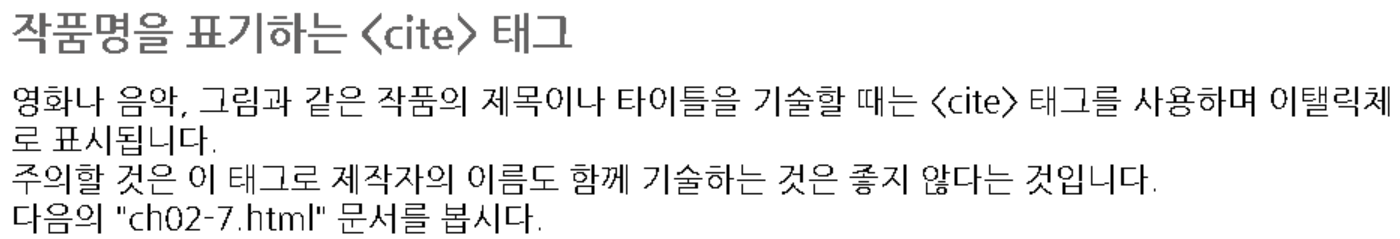 작품명을 표기하는 <cite> 태그
영화나 음악, 그림과 같은 작품의 제목이나 타이틀을 기술할 때는 <cite> 태그를 사용하며 이탤릭체
로 표시됩니다.
주의할 것은 이 태그로 제작자의 이름도 함께 기술하는 것은 좋지 않다는 것입니다.
다음의 "ch02-7.html" 문서를 봅시다.